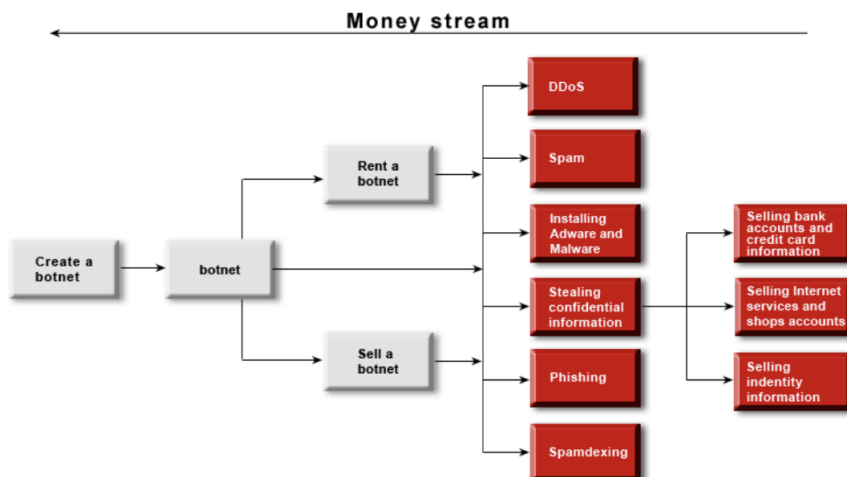 Money stream
DDoS
Spam
Rent a
botnet
Installing
Adware and
Malware
Selling bank
accounts and
credit card
information
Create a
botnet
botnet
Stealing
confidential
information
Selling Internet
services and
shops accounts
Sell a
botnet
Phishing
Selling
indentity
information
Spamdexing